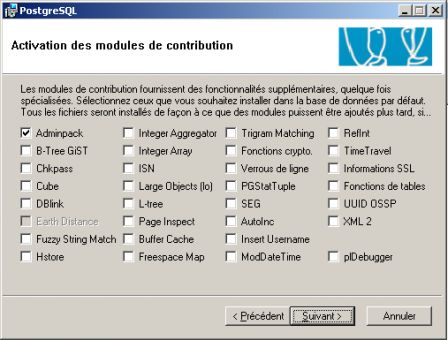 PostgreSQL
Activation des modules de contribution
Les modules de contribution fournissent des fonctionnalités supplémentaires, quelque fois
spécialisées. Sélectionnez ceux que vous souhaitez installer dans la base de données par défaut.
Tous les fichiers seront installés de façon à ce que des modules puissent être ajoutés plus tard, si...
Adminpack Integer Aggregator Trigram Matching RefInt
B-Tree GiST Integer Array Fonctions crypto. TimeTravel
Chkpass ISN Verrous de ligne Informations SSL
Cube Large Objects (lo) PGStatTuple Fonctions de tables
DBlink L-tree SEG UUID OSSP
Earth Distance Page Inspect AutoInc XML 2
Fuzzy String Match Buffer Cache Insert Username
Hstore Freespace Map ModDateTime plDebugger
< Précédent Suivant > Annuler